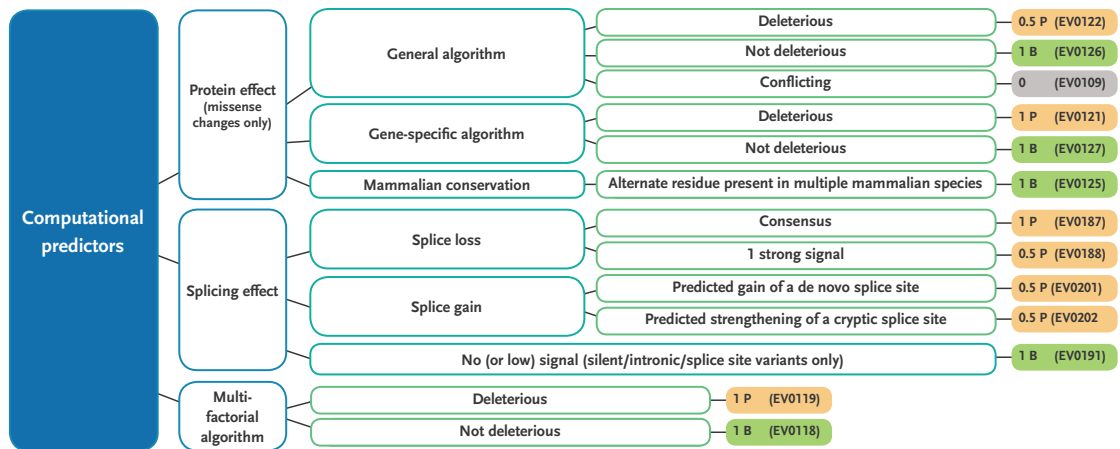 Computational
predictors
Protein effect
(missense
changes only)
General algorithm
Deleterious
0.5 P (EV0122)
Not deleterious
1 B (EV0126)
Conflicting
0 (EV0109)
Gene-specific algorithm
Deleterious
1 P (EV0121)
Not deleterious
1 B (EV0127)
Mammalian conservation
Alternate residue present in multiple mammalian species
1 B (EV0125)
Splicing effect
Splice loss
Consensus
1 P (EV0187)
1 strong signal
0.5 P (EV0188)
Splice gain
Predicted gain of a de novo splice site
0.5 P (EV0201)
Predicted strengthening of a cryptic splice site
0.5 P (EV0202
No (or low) signal (silent/intronic/splice site variants only)
1 B (EV0191)
Multi-
factorial
algorithm
Deleterious
1 P (EV0119)
Not deleterious
1 B (EV0118)